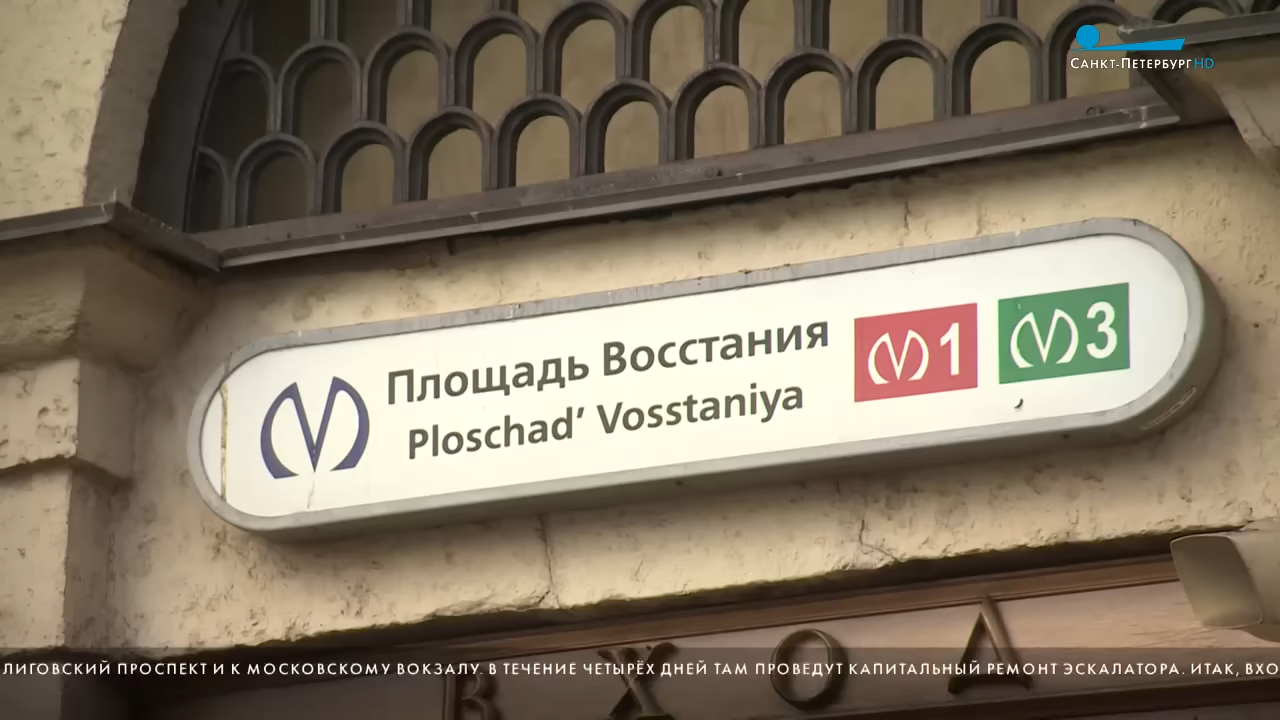 Санкт-Петербург HD
Площадь Восстания
Ploschad’ Vosstaniya
М 1
М 3
ЛИГОВСКИЙ ПРОСПЕКТ И К МОСКОВСКОМУ ВОКЗАЛУ. В ТЕЧЕНИЕ ЧЕТЫРЁХ ДНЕЙ ТАМ ПРОВЕДУТ КАПИТАЛЬНЫЙ РЕМОНТ ЭСКАЛАТОРА. ИТАК, ВХО
ВХОД